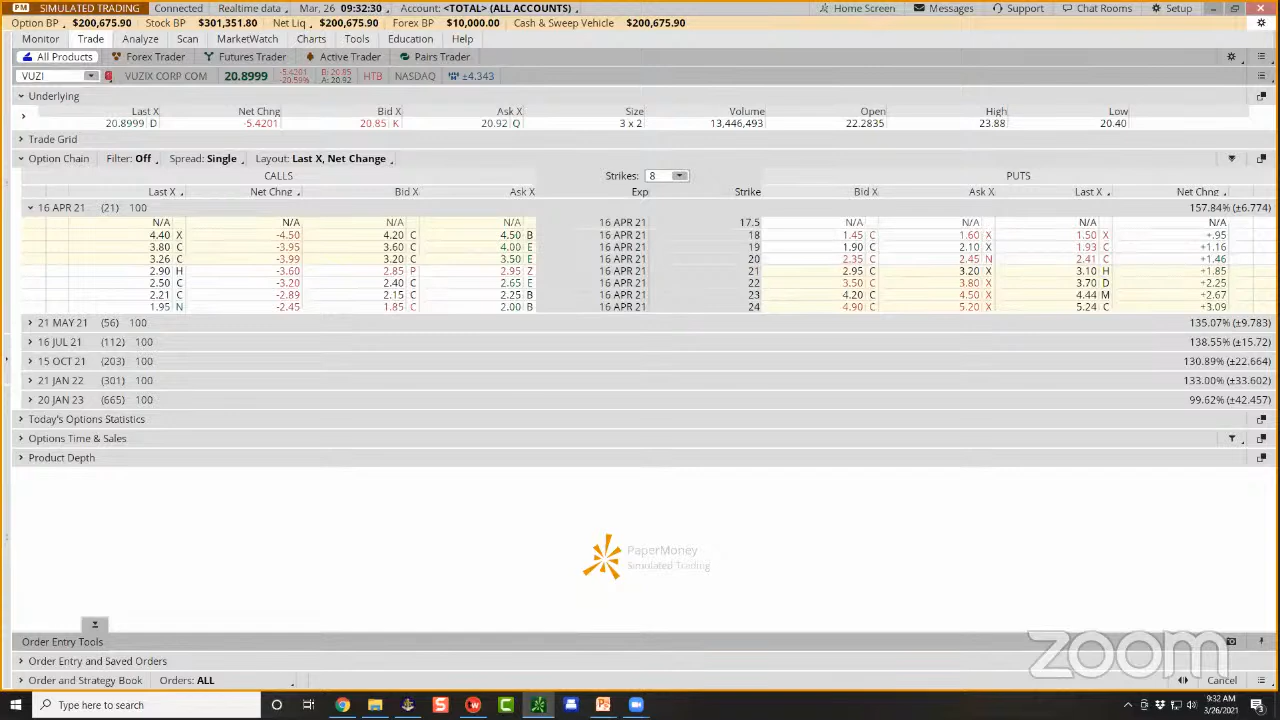 PM SIMULATED TRADING Connected Realtime data Mar, 26 09:32:30 Account: <TOTAL> (ALL ACCOUNTS) Home Screen Messages Support Chat Rooms Setup
Option BP $200,675.90 Stock BP $301,351.80 Net Liq $200,675.90 Forex BP $10,000.00 Cash & Sweep Vehicle $200,675.90
Monitor Trade Analyze Scan MarketWatch Charts Tools Education Help
All Products Forex Trader Futures Trader Active Trader Pairs Trader
VUZI VUZIX CORP COM 20.8999 -5.4201 -20.59% B: 20.85 A: 20.92 HTB NASDAQ ±4.343
Underlying
Last X Net Chng Bid X Ask X Size Volume Open High Low
20.8999 D -5.4201 20.85 K 20.92 Q 3 x 2 13,446,493 22.2835 23.88 20.40
Trade Grid
Option Chain Filter: Off Spread: Single Layout: Last X, Net Change
CALLS Strikes: 8 PUTS
Last X Net Chng Bid X Ask X Exp Strike Bid X Ask X Last X Net Chng
16 APR 21 (21) 100 157.84% (±6.774)
N/A N/A N/A N/A 16 APR 21 17.5 N/A N/A N/A N/A
4.40 X -4.50 4.20 C 4.50 B 16 APR 21 18 1.45 C 1.60 X 1.50 X +.95
3.80 C -3.95 3.60 C 4.00 E 16 APR 21 19 1.90 C 2.10 X 1.93 C +1.16
3.26 C -3.99 3.20 C 3.50 E 16 APR 21 20 2.35 C 2.45 N 2.41 C +1.46
2.90 H -3.60 2.85 P 2.95 Z 16 APR 21 21 2.95 C 3.20 X 3.10 H +1.85
2.50 C -3.20 2.40 C 2.65 E 16 APR 21 22 3.50 C 3.80 X 3.70 D +2.25
2.21 C -2.89 2.15 C 2.25 B 16 APR 21 23 4.20 C 4.50 X 4.44 M +2.67
1.95 N -2.45 1.85 C 2.00 B 16 APR 21 24 4.90 C 5.20 X 5.24 C +3.09
21 MAY 21 (56) 100 135.07% (±9.783)
16 JUL 21 (112) 100 138.55% (±15.72)
15 OCT 21 (203) 100 130.89% (±22.664)
21 JAN 22 (301) 100 133.00% (±33.602)
20 JAN 23 (665) 100 99.62% (±42.457)
Today's Options Statistics
Options Time & Sales
Product Depth
PaperMoney
Simulated Trading
Order Entry Tools
Order Entry and Saved Orders
zoom
Order and Strategy Book Orders: ALL Cancel
Type here to search
9:32 AM
3/26/2021